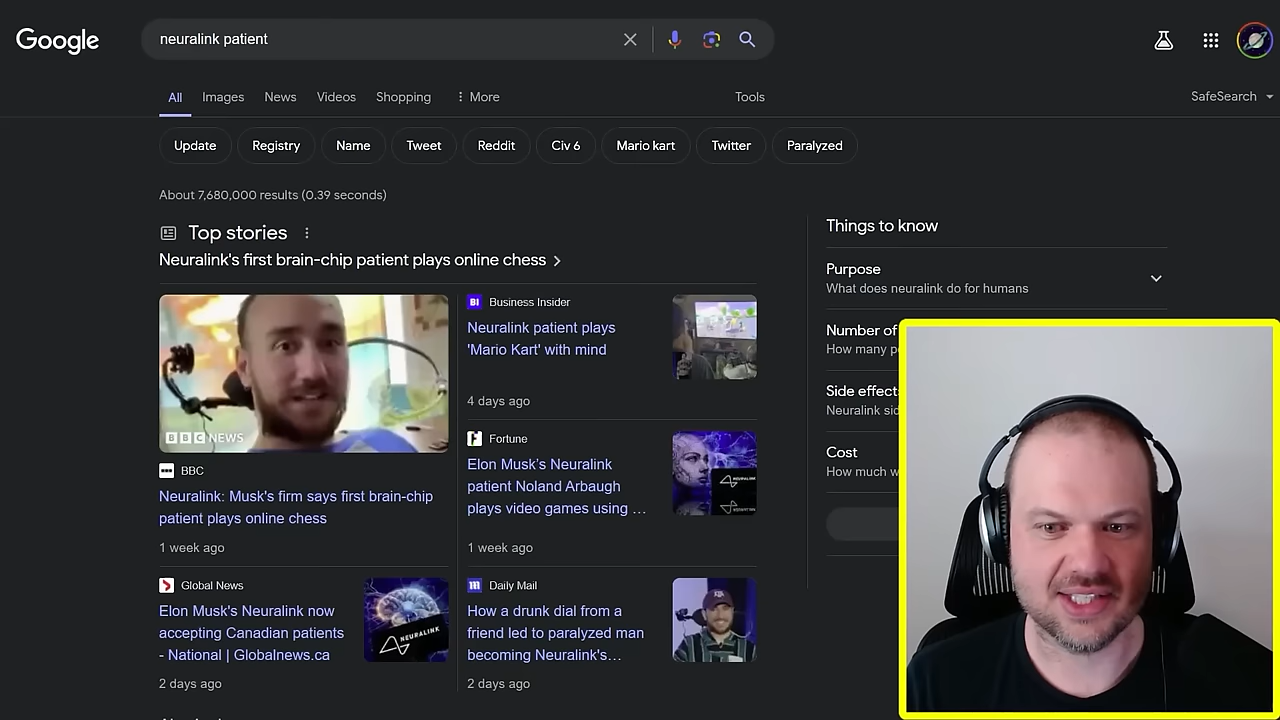 Google
neuralink patient
All
Images
News
Videos
Shopping
More
Tools
SafeSearch
Update
Registry
Name
Tweet
Reddit
Civ 6
Mario kart
Twitter
Paralyzed
About 7,680,000 results (0.39 seconds)
Top stories
Neuralink's first brain-chip patient plays online chess
BBC NEWS
BBC
Neuralink: Musk's firm says first brain-chip
patient plays online chess
1 week ago
BI
Business Insider
Neuralink patient plays
'Mario Kart' with mind
4 days ago
Fortune
Elon Musk's Neuralink
patient Noland Arbaugh
plays video games using ...
1 week ago
NEURALINK
Global News
Elon Musk's Neuralink now
accepting Canadian patients
- National | Globalnews.ca
2 days ago
NEURALINK
Daily Mail
How a drunk dial from a
friend led to paralyzed man
becoming Neuralink's...
2 days ago
Things to know
Purpose
What does neuralink do for humans
Number of
How many
Side effects
Neuralink
Cost
How much